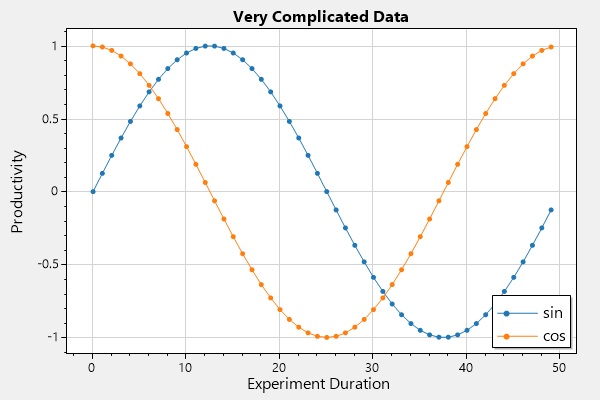 Very Complicated Data
Productivity
1
0.5
0
-0.5
-1
0 10 20 30 40 50
Experiment Duration
sin
cos